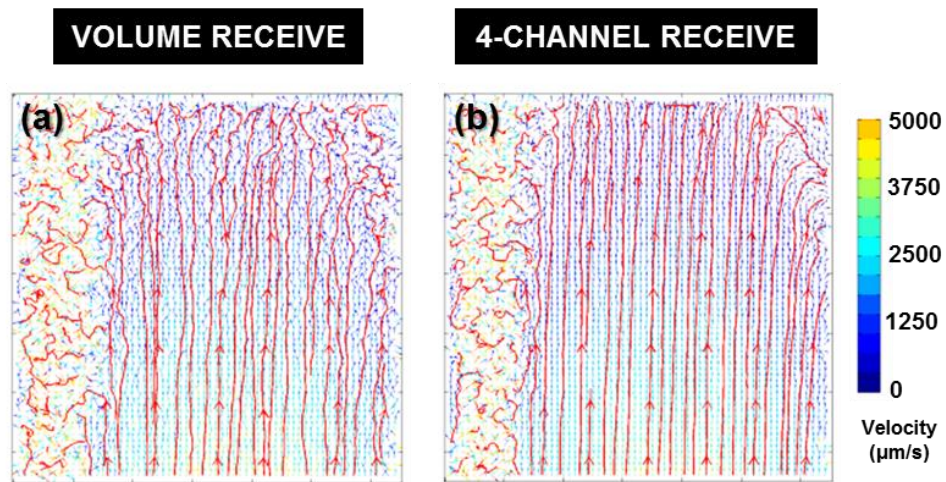 VOLUME RECEIVE
4-CHANNEL RECEIVE
(a)
(b)
5000
3750
2500
1250
0
Velocity
(µm/s)